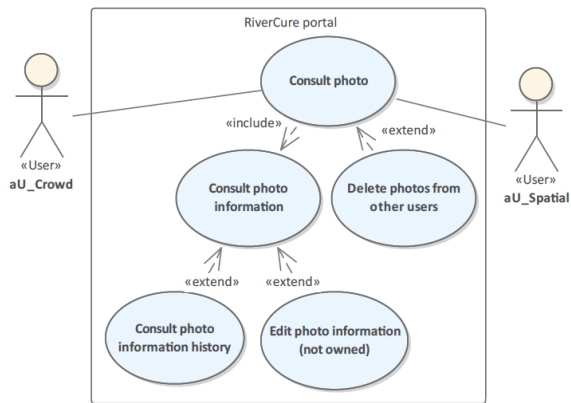 RiverCure portal
Consult photo
«include»
«extend»
«User»
aU_Crowd
Consult photo
information
Delete photos from
other users
«User»
aU_Spatial
«extend»
«extend»
Consult photo
information history
Edit photo information
(not owned)